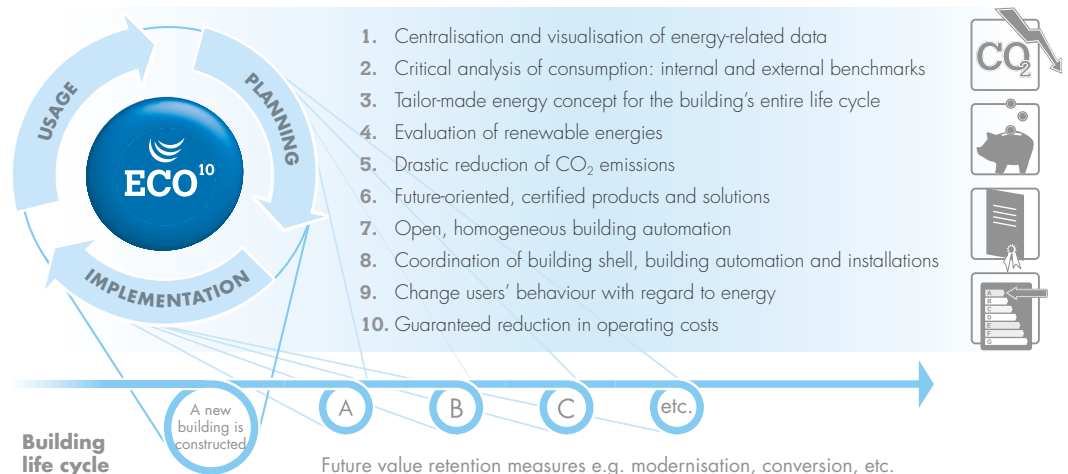 USAGE
PLANNING
IMPLEMENTATION
ECO10
1. Centralisation and visualisation of energy-related data
2. Critical analysis of consumption: internal and external benchmarks
3. Tailor-made energy concept for the building's entire life cycle
4. Evaluation of renewable energies
5. Drastic reduction of CO2 emissions
6. Future-oriented, certified products and solutions
7. Open, homogeneous building automation
8. Coordination of building shell, building automation and installations
9. Change users' behaviour with regard to energy
10. Guaranteed reduction in operating costs
CO2
A
B
C
D
E
F
G
A new
building is
constructed
A
B
C
etc.
Building
life cycle
Future value retention measures e.g. modernisation, conversion, etc.